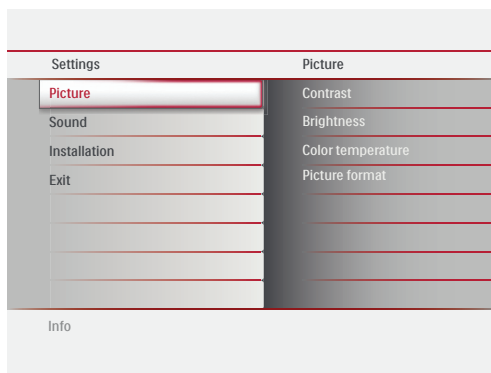 Settings
Picture
Picture
Contrast
Sound
Brightness
Installation
Color temperature
Exit
Picture format
Info